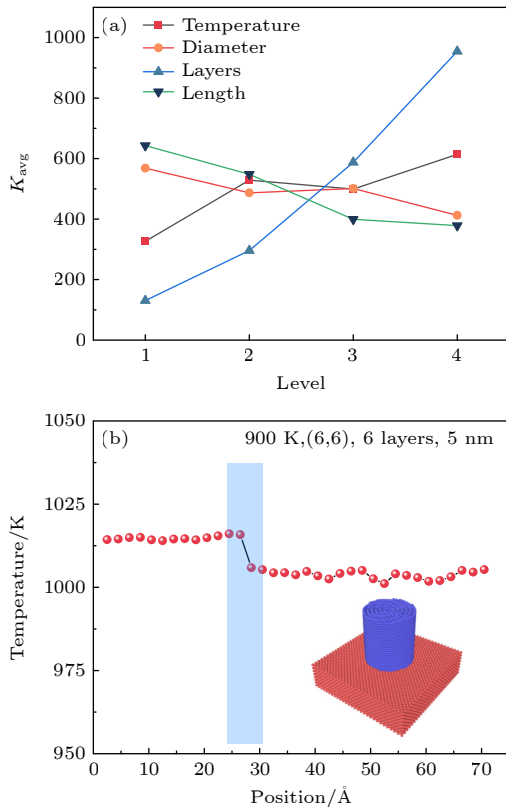 (a)
Temperature
Diameter
Layers
Length
1000
800
600
400
200
0
K_avg
1 2 3 4
Level
(b) 900 K,(6,6), 6 layers, 5 nm
1050
1025
1000
975
950
Temperature/K
0 10 20 30 40 50 60 70
Position/Å